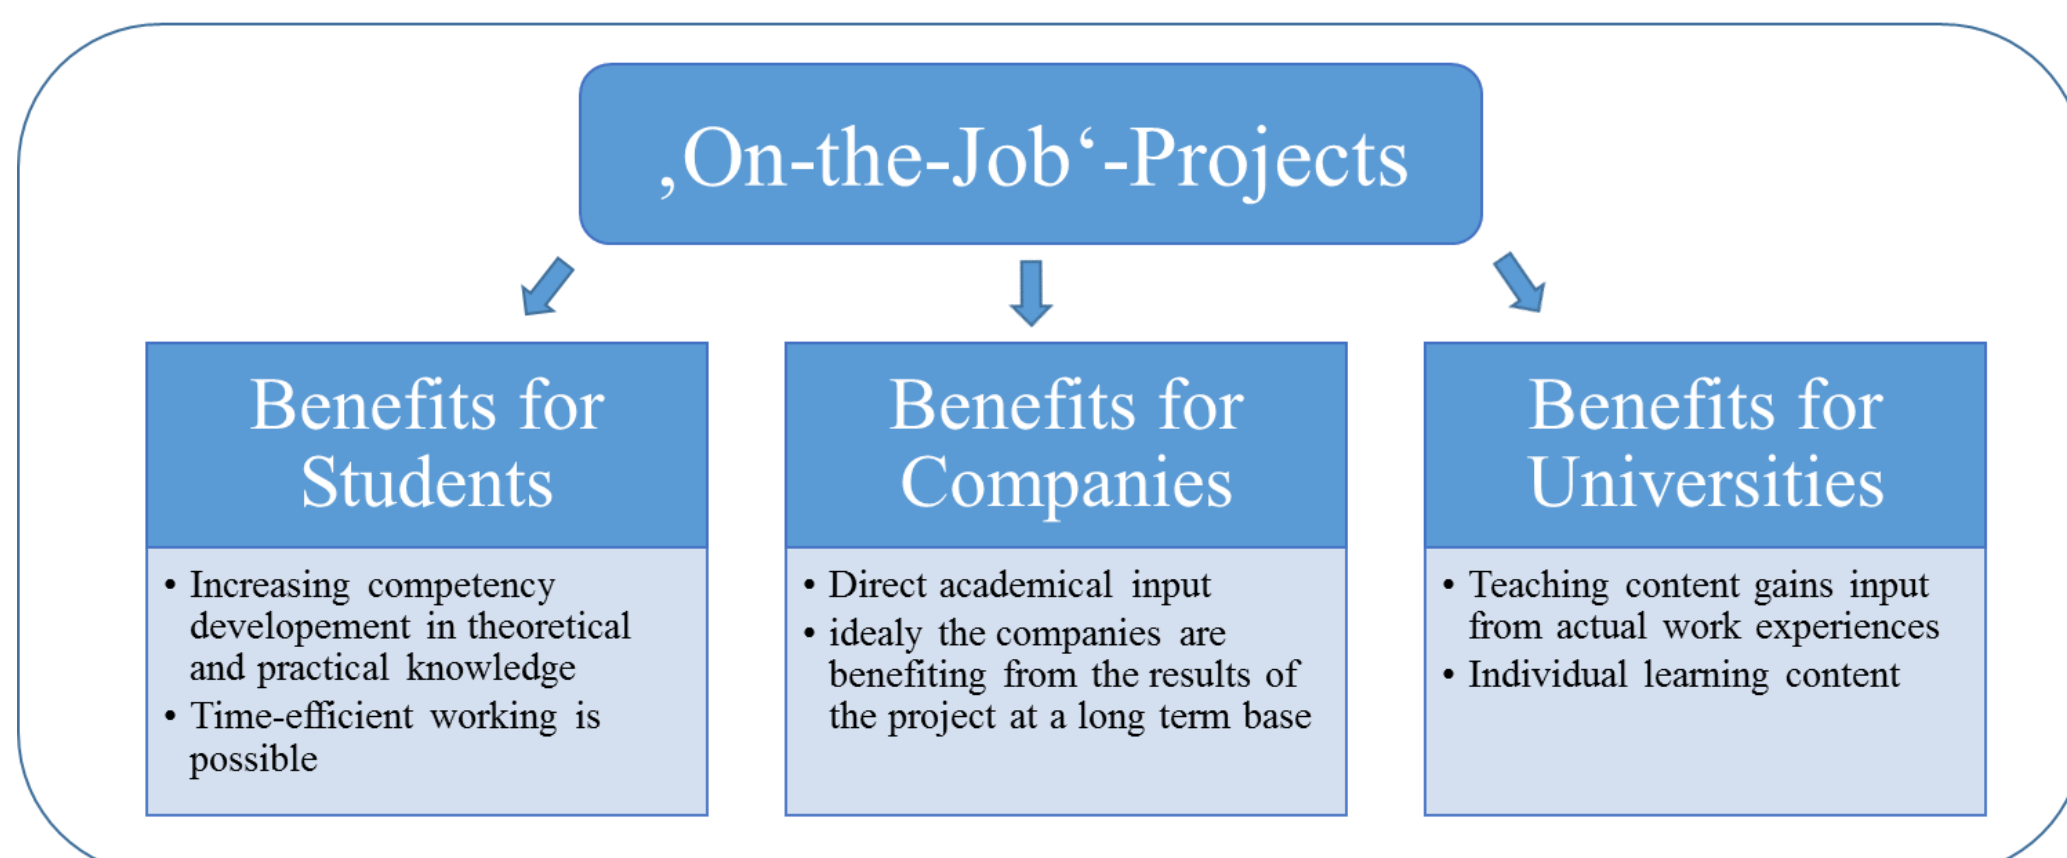 ‚On-the-Job‘-Projects
Benefits for
Students
• Increasing competency
developement in theoretical
and practical knowledge
• Time-efficient working is
possible
Benefits for
Companies
• Direct academical input
• idealy the companies are
benefiting from the results of
the project at a long term base
Benefits for
Universities
• Teaching content gains input
from actual work experiences
• Individual learning content